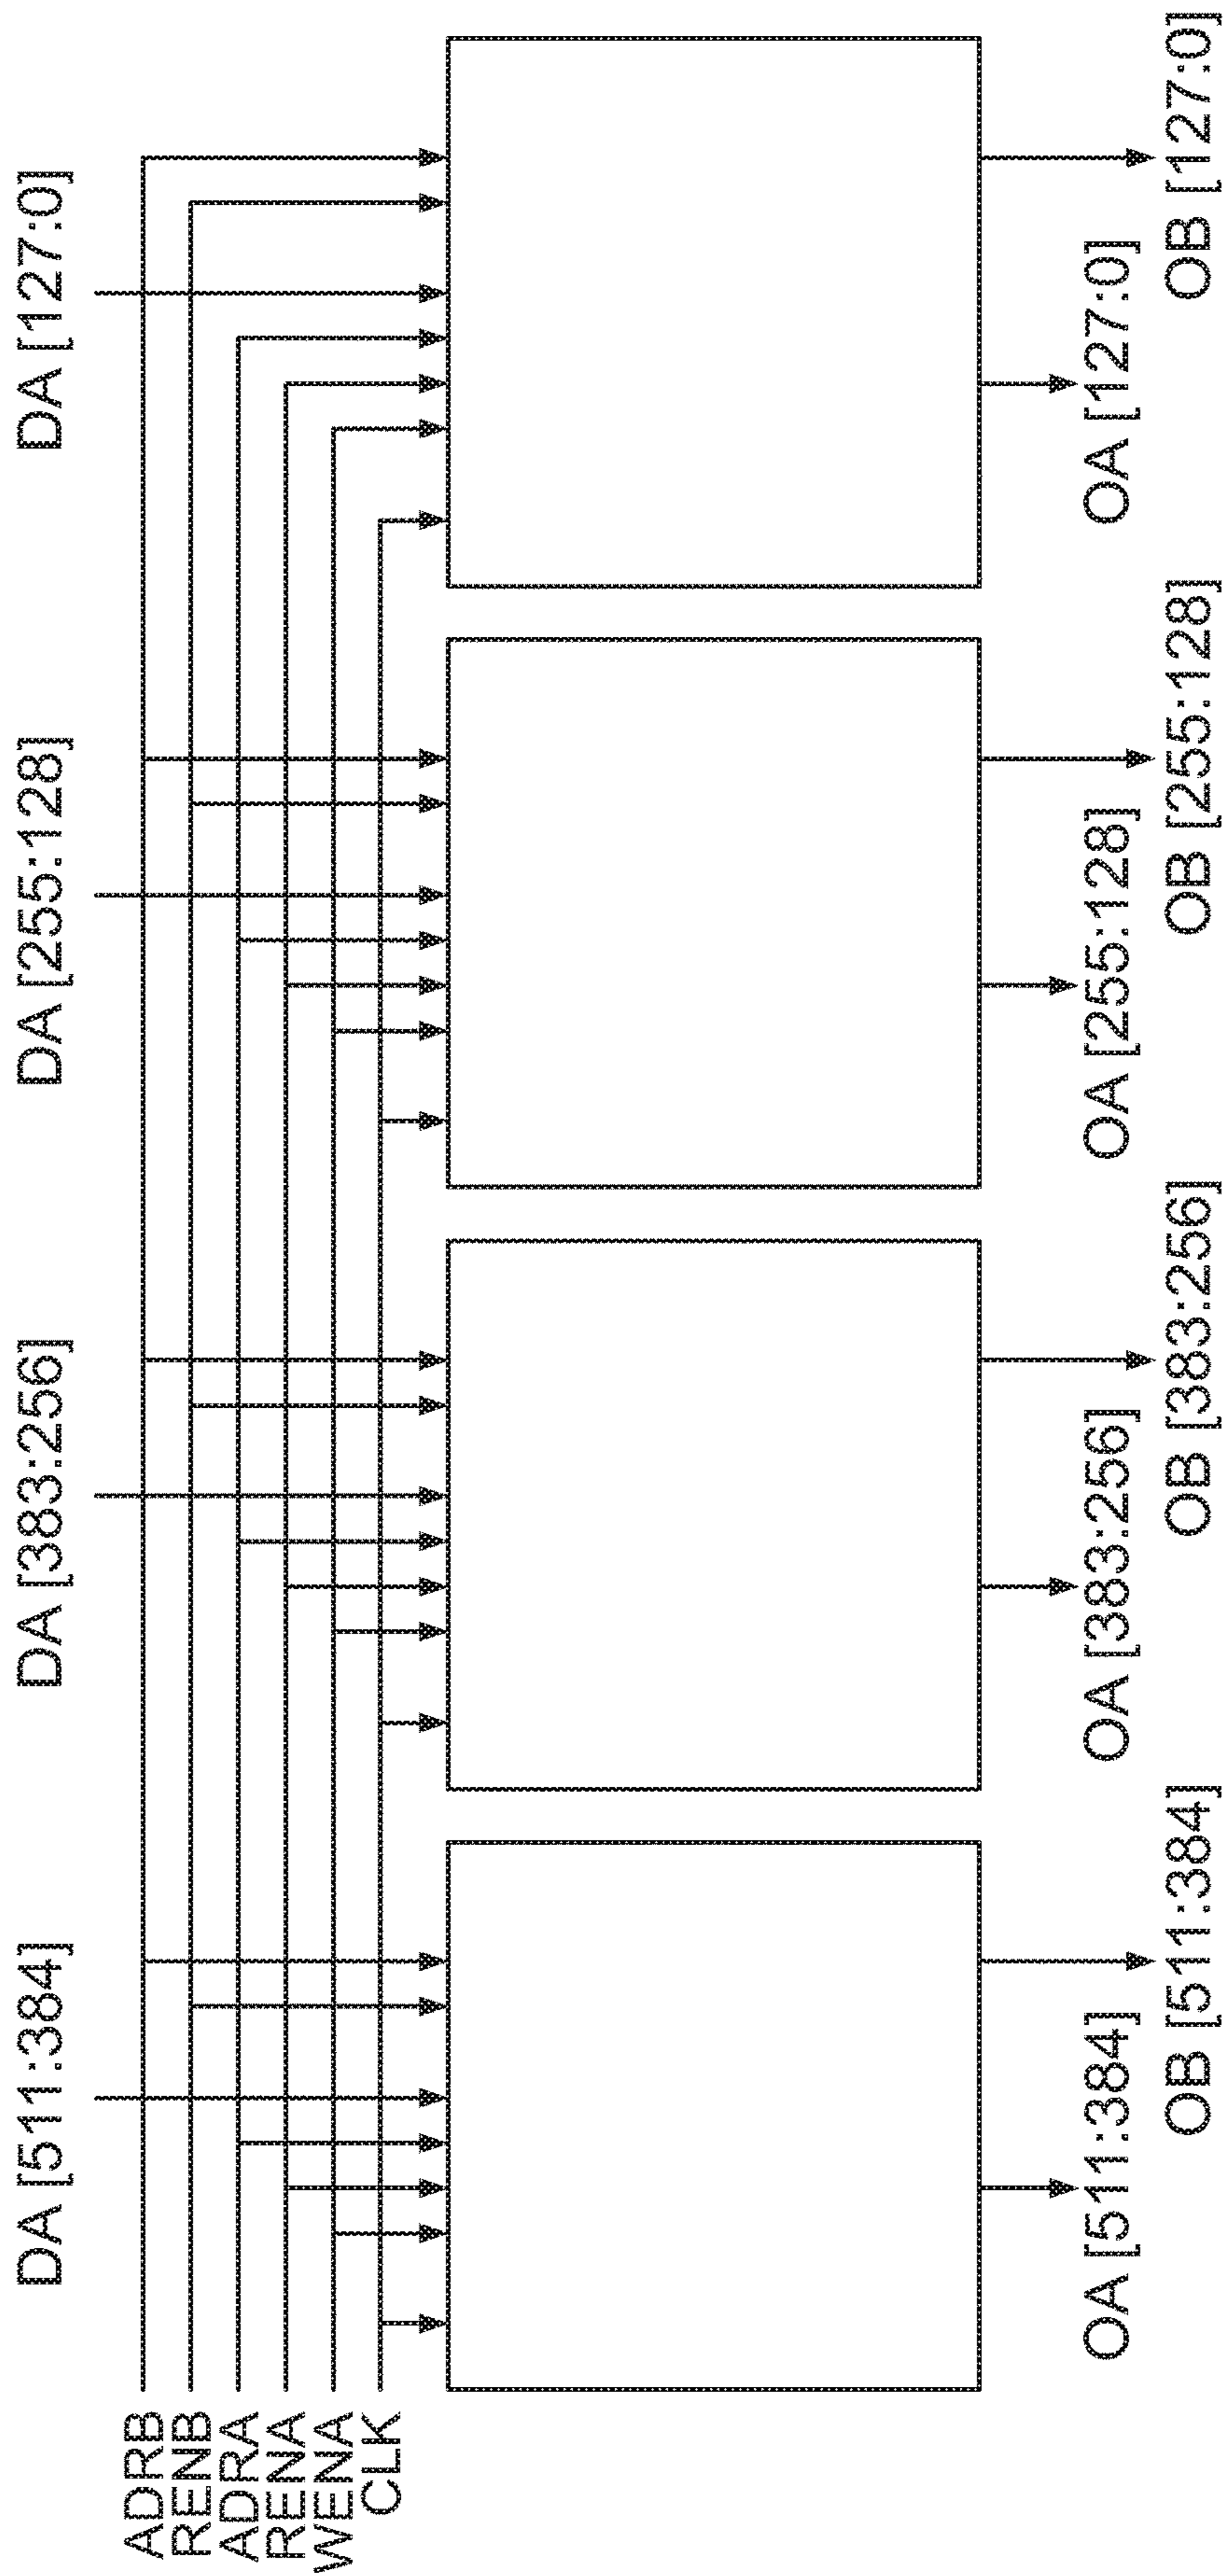 DA [511:384]
DA [383:256]
DA [255:128]
DA [127:0]
ADRB
RENB
ADRA
RENA
WENA
CLK
OA [511:384]
OA [383:256]
OA [255:128]
OA [127:0]
OB [511:384]
OB [383:256]
OB [255:128]
OB [127:0]